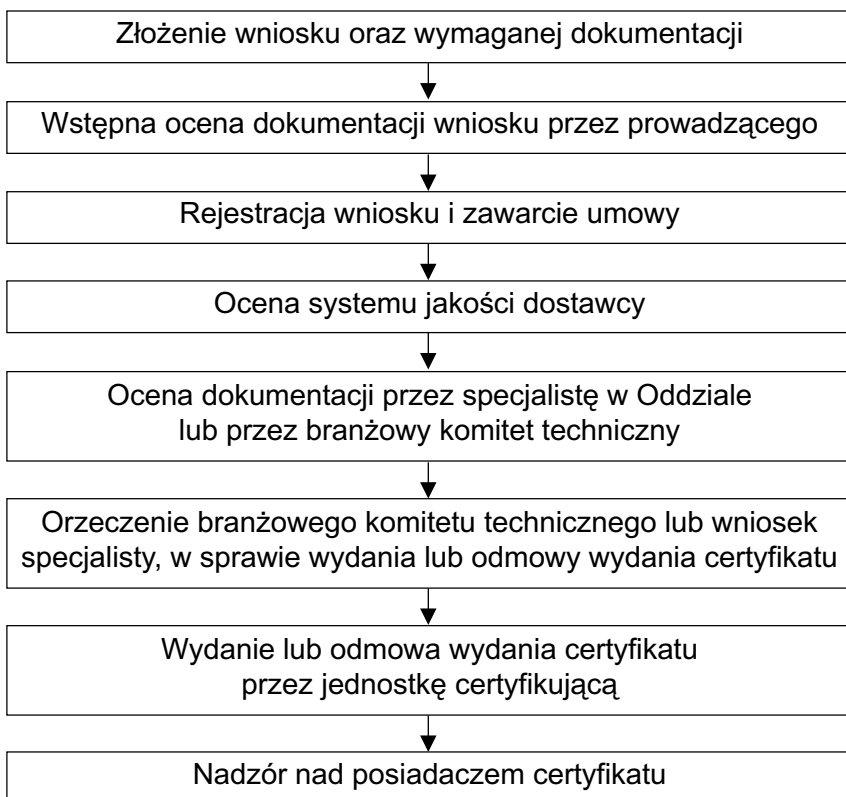 Złożenie wniosku oraz wymaganej dokumentacji
Wstępna ocena dokumentacji wniosku przez prowadzącego
Rejestracja wniosku i zawarcie umowy
Ocena systemu jakości dostawcy
Ocena dokumentacji przez specjalistę w Oddziale
lub przez branżowy komitet techniczny
Orzeczenie branżowego komitetu technicznego lub wniosek
specjalisty, w sprawie wydania lub odmowy wydania certyfikatu
Wydanie lub odmowa wydania certyfikatu
przez jednostkę certyfikującą
Nadzór nad posiadaczem certyfikatu